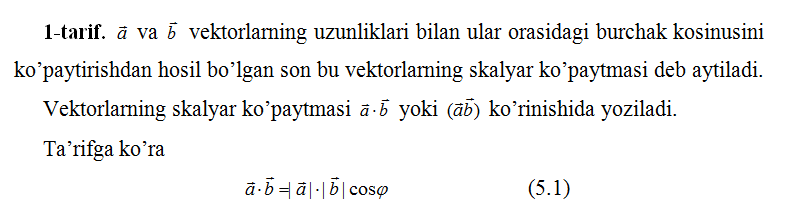 1-tarif. a⃗ va b⃗ vektorlarning uzunliklari bilan ular orasidagi burchak kosinusini
ko’paytirishdan hosil bo’lgan son bu vektorlarning skalyar ko’paytmasi deb aytiladi.
Vektorlarning skalyar ko’paytmasi a⃗·b⃗ yoki (a⃗b⃗) ko’rinishida yoziladi.
Ta’rifga ko’ra
a⃗·b⃗=|a⃗|·|b⃗|cosφ (5.1)